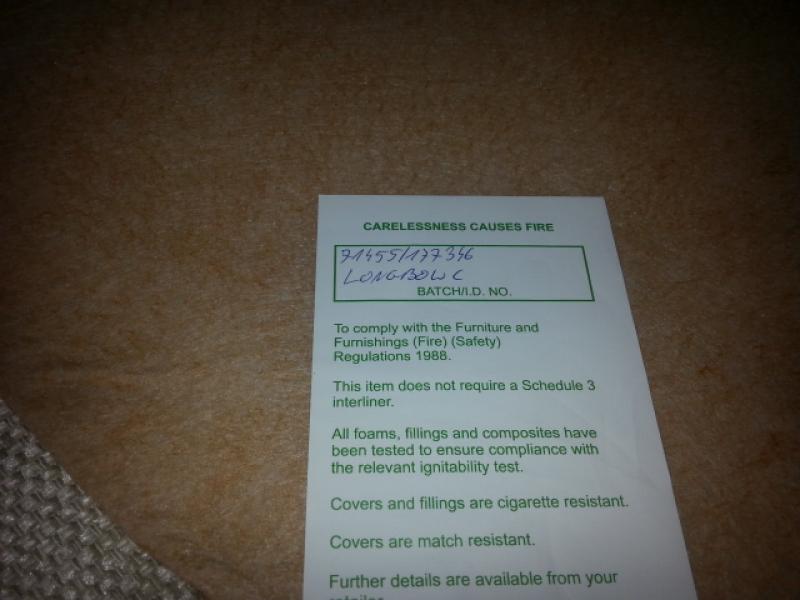 CARELESSNESS CAUSES FIRE
71455/177346
LONGBOW C
BATCH/I.D. NO.
To comply with the Furniture and
Furnishings (Fire) (Safety)
Regulations 1988.
This item does not require a Schedule 3
interliner.
All foams, fillings and composites have
been tested to ensure compliance with
the relevant ignitability test.
Covers and fillings are cigarette resistant.
Covers are match resistant.
Further details are available from your
retailer